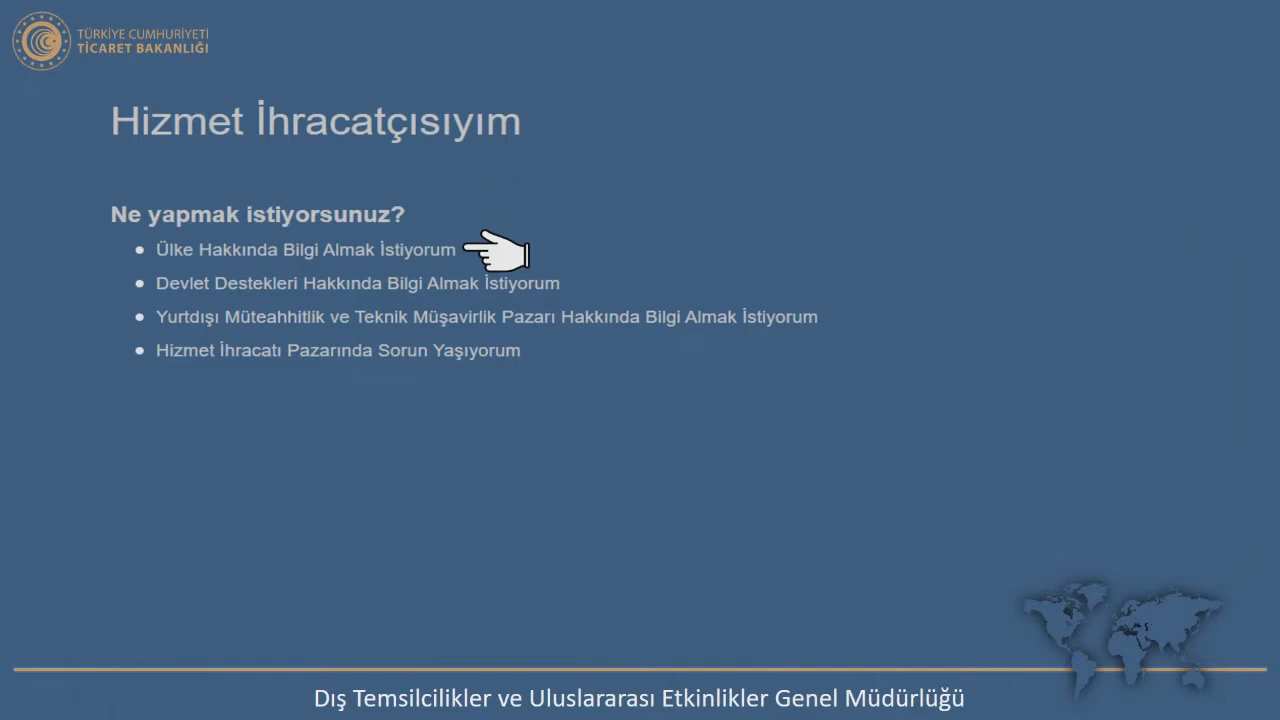 TÜRKİYE CUMHURİYETİ
TİCARET BAKANLIĞI
Hizmet İhracatçısıyım
Ne yapmak istiyorsunuz?
Ülke Hakkında Bilgi Almak İstiyorum
Devlet Destekleri Hakkında Bilgi Almak İstiyorum
Yurtdışı Müteahhitlik ve Teknik Müşavirlik Pazarı Hakkında Bilgi Almak İstiyorum
Hizmet İhracatı Pazarında Sorun Yaşıyorum
Dış Temsilcilikler ve Uluslararası Etkinlikler Genel Müdürlüğü